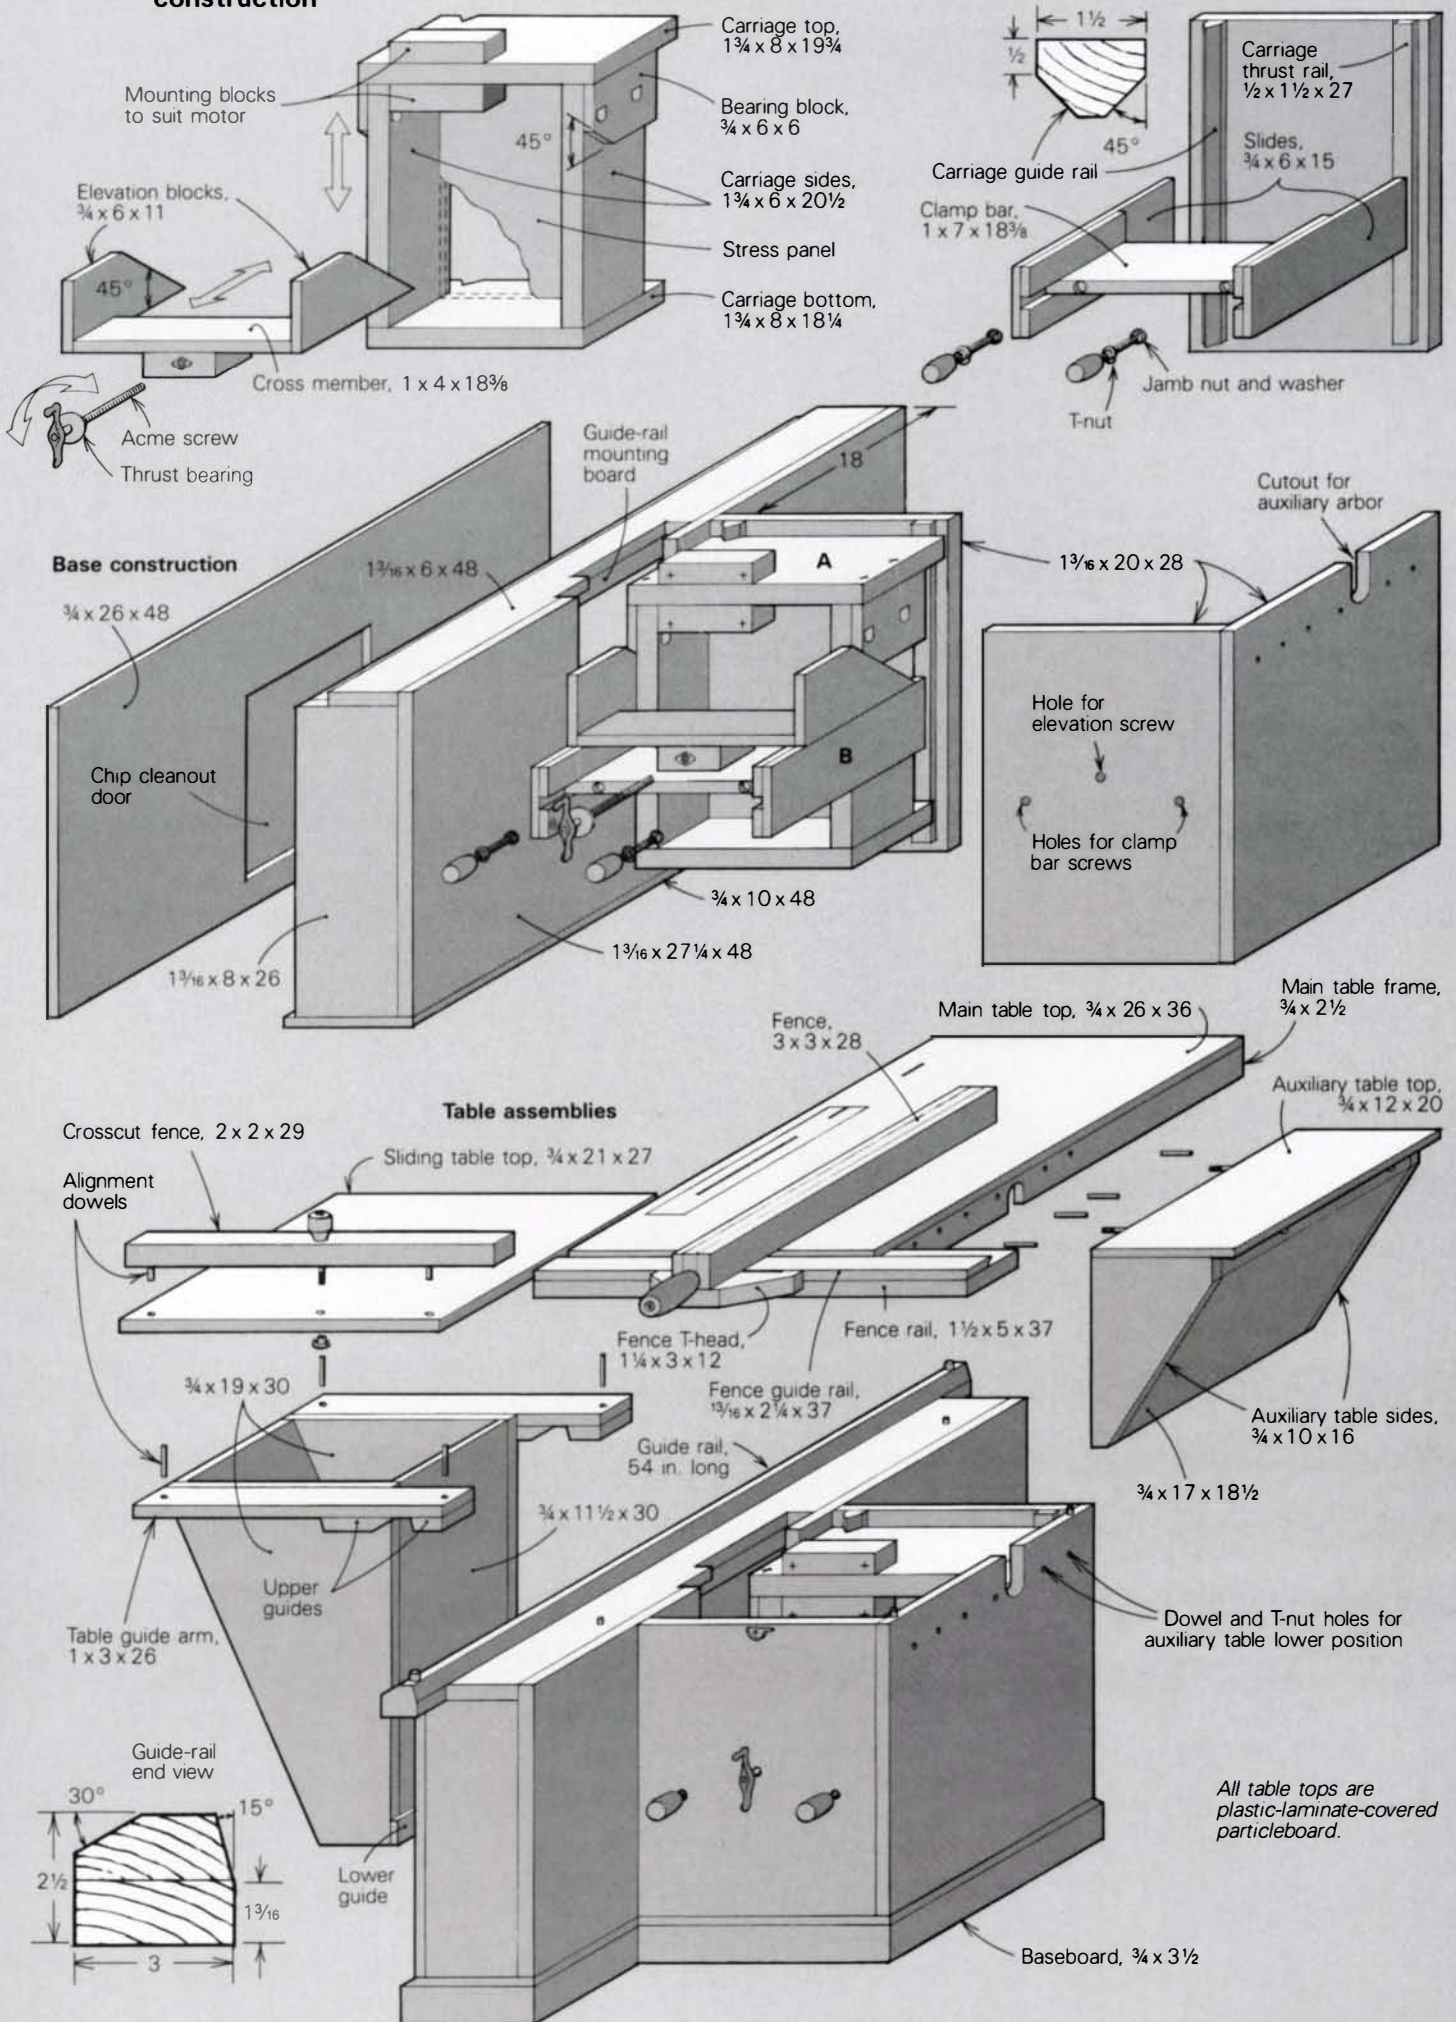 construction
Carriage top,
1¾ x 8 x 19¾
Mounting blocks
to suit motor
Bearing block,
¾ x 6 x 6
45°
Elevation blocks,
¾ x 6 x 11
Carriage sides,
1¾ x 6 x 20½
Stress panel
45°
Carriage bottom,
1¾ x 8 x 18¼
Cross member, 1 x 4 x 18⅜
Acme screw
Thrust bearing
1½
½
Carriage
thrust rail,
½ x 1½ x 27
45°
Carriage guide rail
Slides,
¾ x 6 x 15
Clamp bar,
1 x 7 x 18⅜
Jamb nut and washer
T-nut
Guide-rail
mounting
board
18
Cutout for
auxiliary arbor
Base construction
1³⁄₁₆ x 6 x 48
A
1³⁄₁₆ x 20 x 28
¾ x 26 x 48
Hole for
elevation screw
B
Chip cleanout
door
Holes for clamp
bar screws
¾ x 10 x 48
1³⁄₁₆ x 27¼ x 48
1³⁄₁₆ x 8 x 26
Main table frame,
¾ x 2½
Main table top, ¾ x 26 x 36
Fence,
3 x 3 x 28
Auxiliary table top,
¾ x 12 x 20
Table assemblies
Crosscut fence, 2 x 2 x 29
Sliding table top, ¾ x 21 x 27
Alignment
dowels
Fence T-head,
1¼ x 3 x 12
Fence rail, 1½ x 5 x 37
¾ x 19 x 30
Fence guide rail,
¹³⁄₁₆ x 2¼ x 37
Auxiliary table sides,
¾ x 10 x 16
Guide rail,
54 in. long
¾ x 17 x 18½
¾ x 11½ x 30
Upper
guides
Table guide arm,
1 x 3 x 26
Dowel and T-nut holes for
auxiliary table lower position
Guide-rail
end view
30°
15°
2½
1³⁄₁₆
3
Lower
guide
All table tops are
plastic-laminate-covered
particleboard.
Baseboard, ¾ x 3½